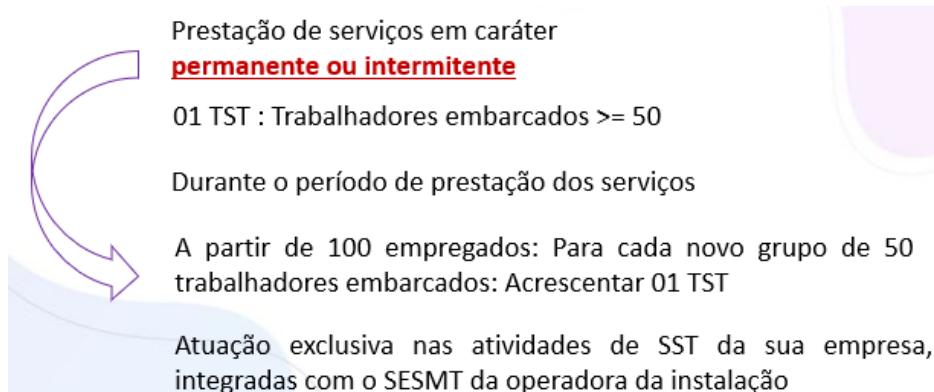 Prestação de serviços em caráter
permanente ou intermitente
01 TST : Trabalhadores embarcados >= 50
Durante o período de prestação dos serviços
A partir de 100 empregados: Para cada novo grupo de 50
trabalhadores embarcados: Acrescentar 01 TST
Atuação exclusiva nas atividades de SST da sua empresa,
integradas com o SESMT da operadora da instalação